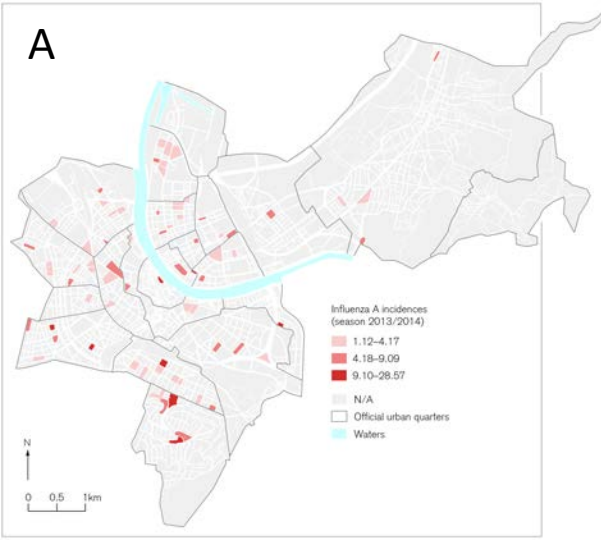 A
Influenza A incidences
(season 2013/2014)
1.12–4.17
4.18–9.09
9.10–28.57
N/A
Official urban quarters
Waters
N
0 0.5 1km